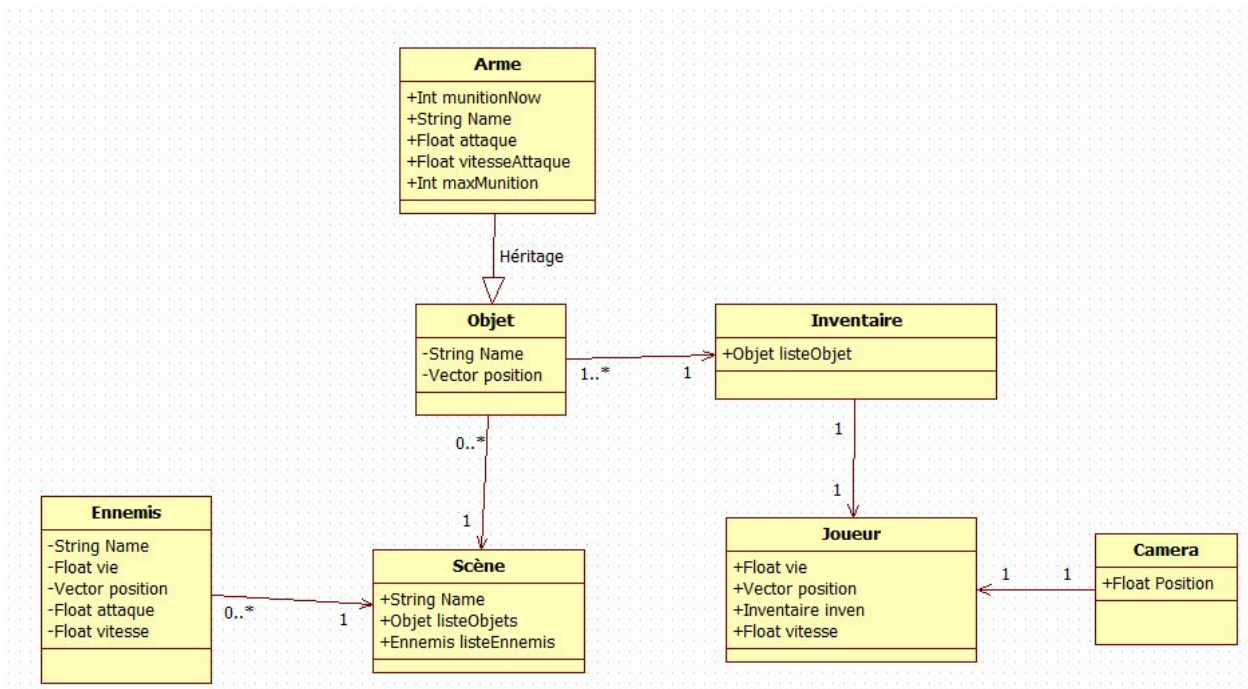 Arme
+Int munitionNow
+String Name
+Float attaque
+Float vitesseAttaque
+Int maxMunition
Héritage
Objet
-String Name
-Vector position
1..*
1
Inventaire
+Objet listeObjet
0..*
1
1
1
Ennemis
-String Name
-Float vie
-Vector position
-Float attaque
-Float vitesse
0..*
1
Scène
+String Name
+Objet listeObjets
+Ennemis listeEnnemis
Joueur
+Float vie
+Vector position
+Inventaire inven
+Float vitesse
1
1
Camera
+Float Position